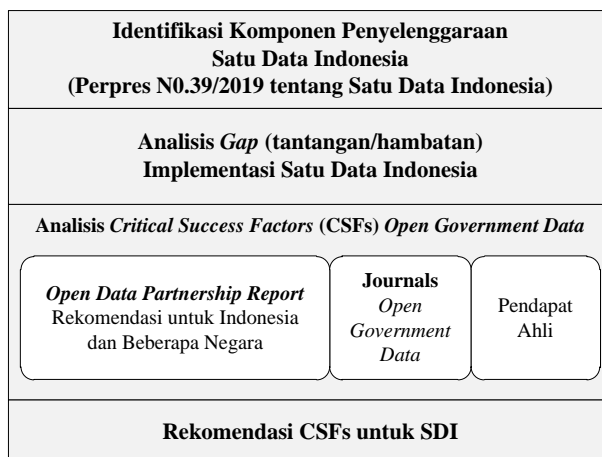 Identifikasi Komponen Penyelenggaraan
Satu Data Indonesia
(Perpres N0.39/2019 tentang Satu Data Indonesia)
Analisis Gap (tantangan/hambatan)
Implementasi Satu Data Indonesia
Analisis Critical Success Factors (CSFs) Open Government Data
Open Data Partnership Report
Rekomendasi untuk Indonesia
dan Beberapa Negara
Journals
Open
Government
Data
Pendapat
Ahli
Rekomendasi CSFs untuk SDI